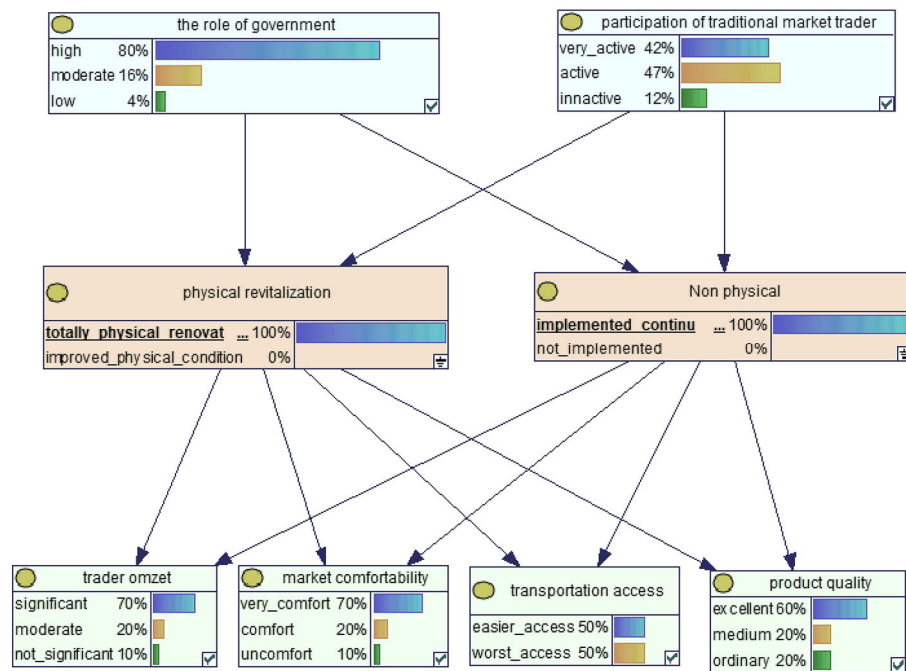 the role of government
high 80%
moderate 16%
low 4%
participation of traditional market trader
very_active 42%
active 47%
innactive 12%
physical revitalization
totally_physical_renovat ... 100%
improved_physical_condition 0%
Non physical
implemented_continu ... 100%
not_implemented 0%
trader omzet
significant 70%
moderate 20%
not_significant 10%
market comfortability
very_comfort 70%
comfort 20%
uncomfort 10%
transportation access
easier_access 50%
worst_access 50%
product quality
excellent 60%
medium 20%
ordinary 20%